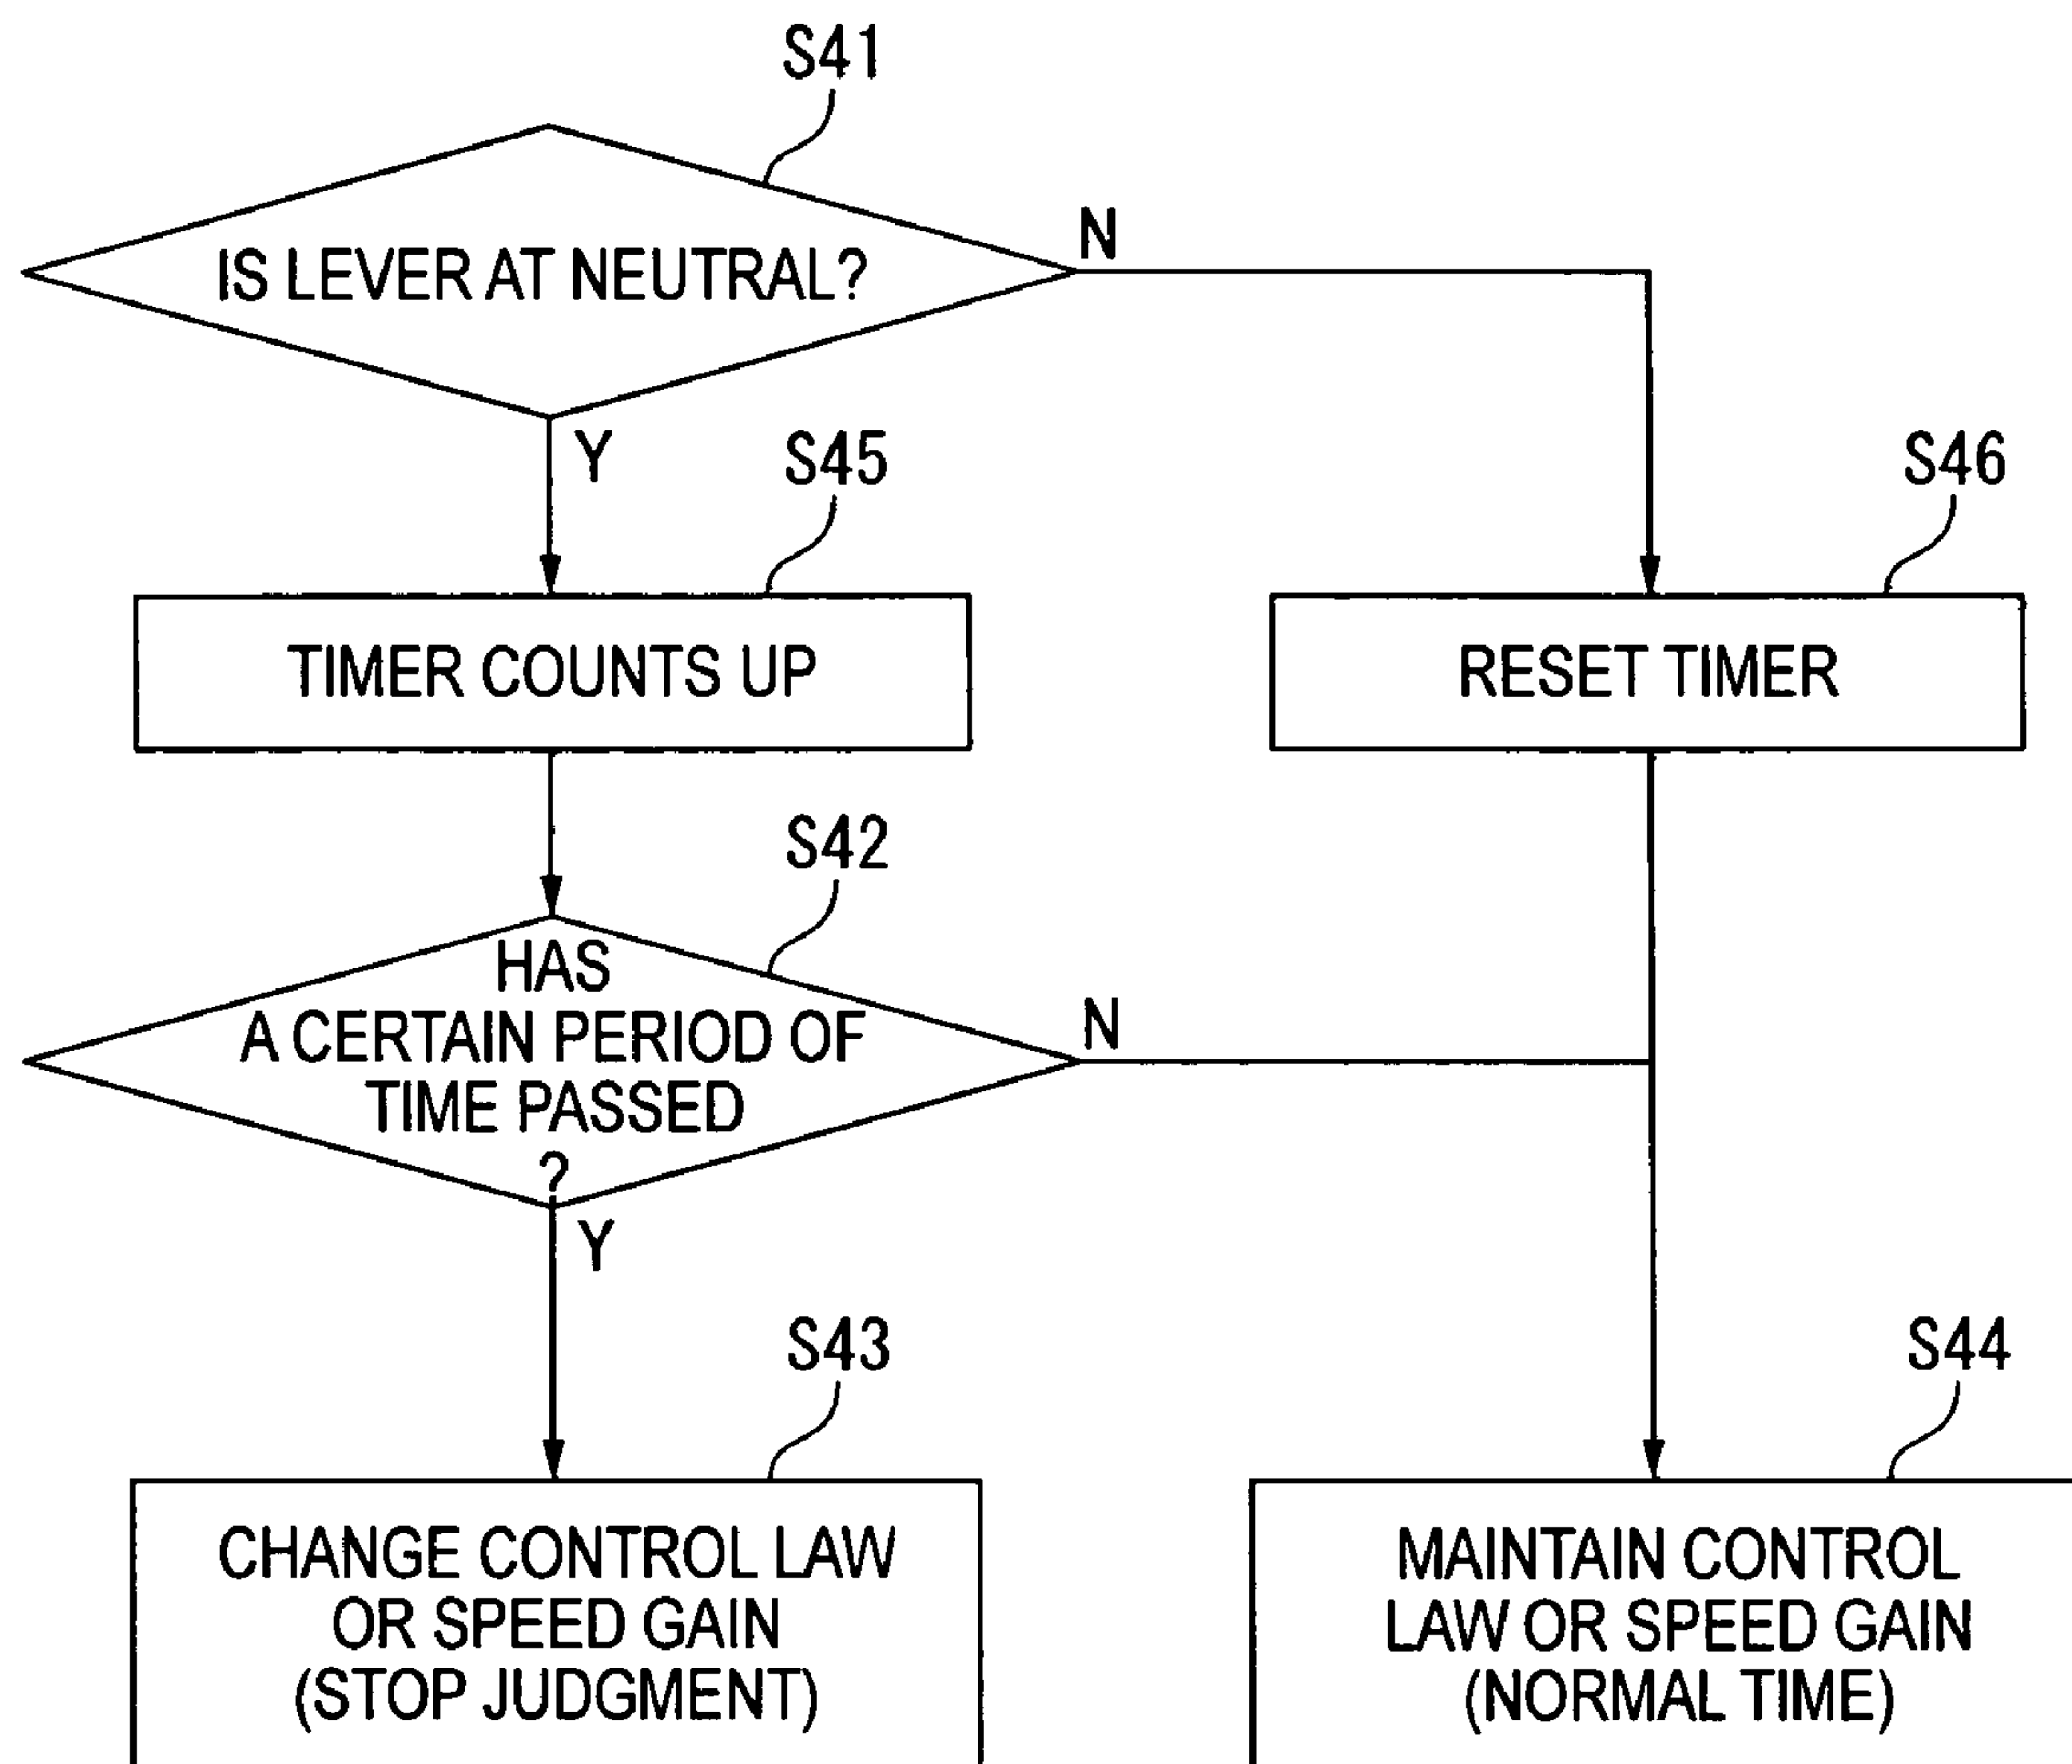 S41
IS LEVER AT NEUTRAL?
N
Y
S45
TIMER COUNTS UP
S46
RESET TIMER
S42
HAS
A CERTAIN PERIOD OF
TIME PASSED
?
N
Y
S43
CHANGE CONTROL LAW
OR SPEED GAIN
(STOP JUDGMENT)
S44
MAINTAIN CONTROL
LAW OR SPEED GAIN
(NORMAL TIME)